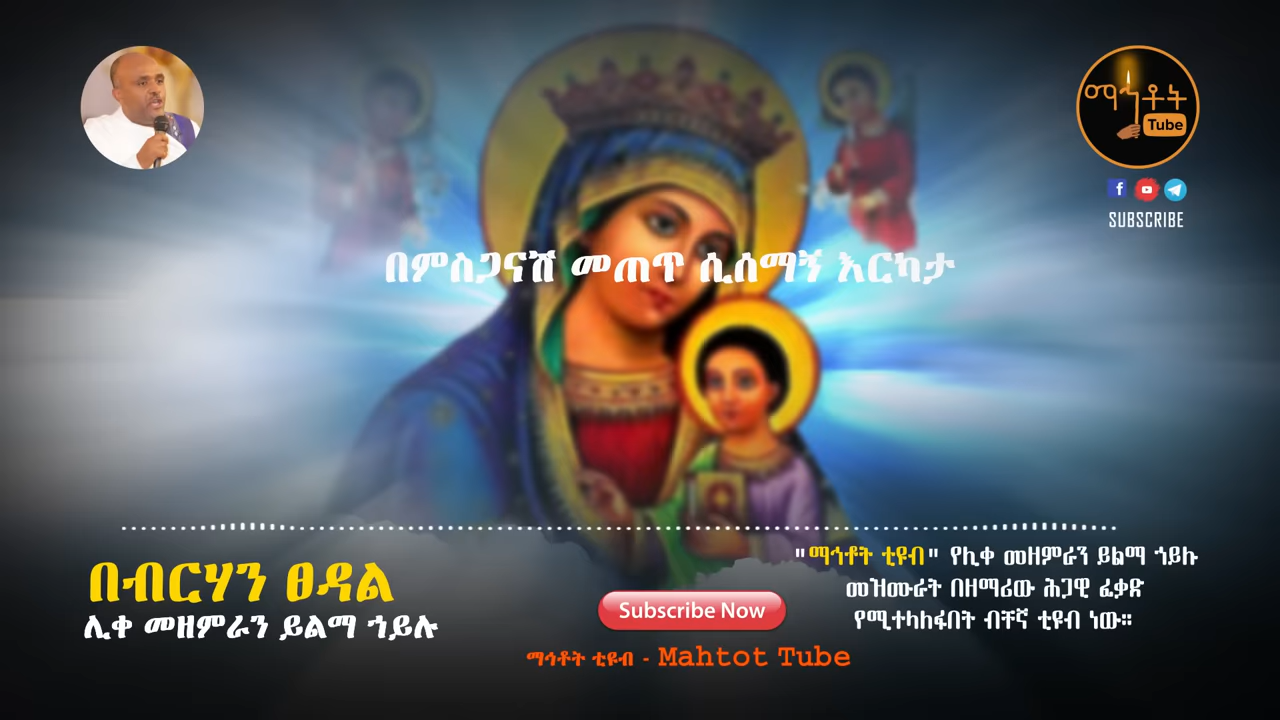 ማኅቶት
Tube
f
SUBSCRIBE
በምስጋናሽ መጠጥ ሲሰማኝ እርካታ
በብርሃን ፀዳል
ሊቀ መዘምራን ይልማ ኀይሉ
"ማኅቶት ቲዩብ" የሊቀ መዘምራን ይልማ ኀይሉ
መዝሙራት በዘማሪው ሕጋዊ ፈቃድ
የሚተላለፋበት ብቸኛ ቲዩብ ነው።
Subscribe Now
ማኅቶት ቲዩብ - Mahtot Tube